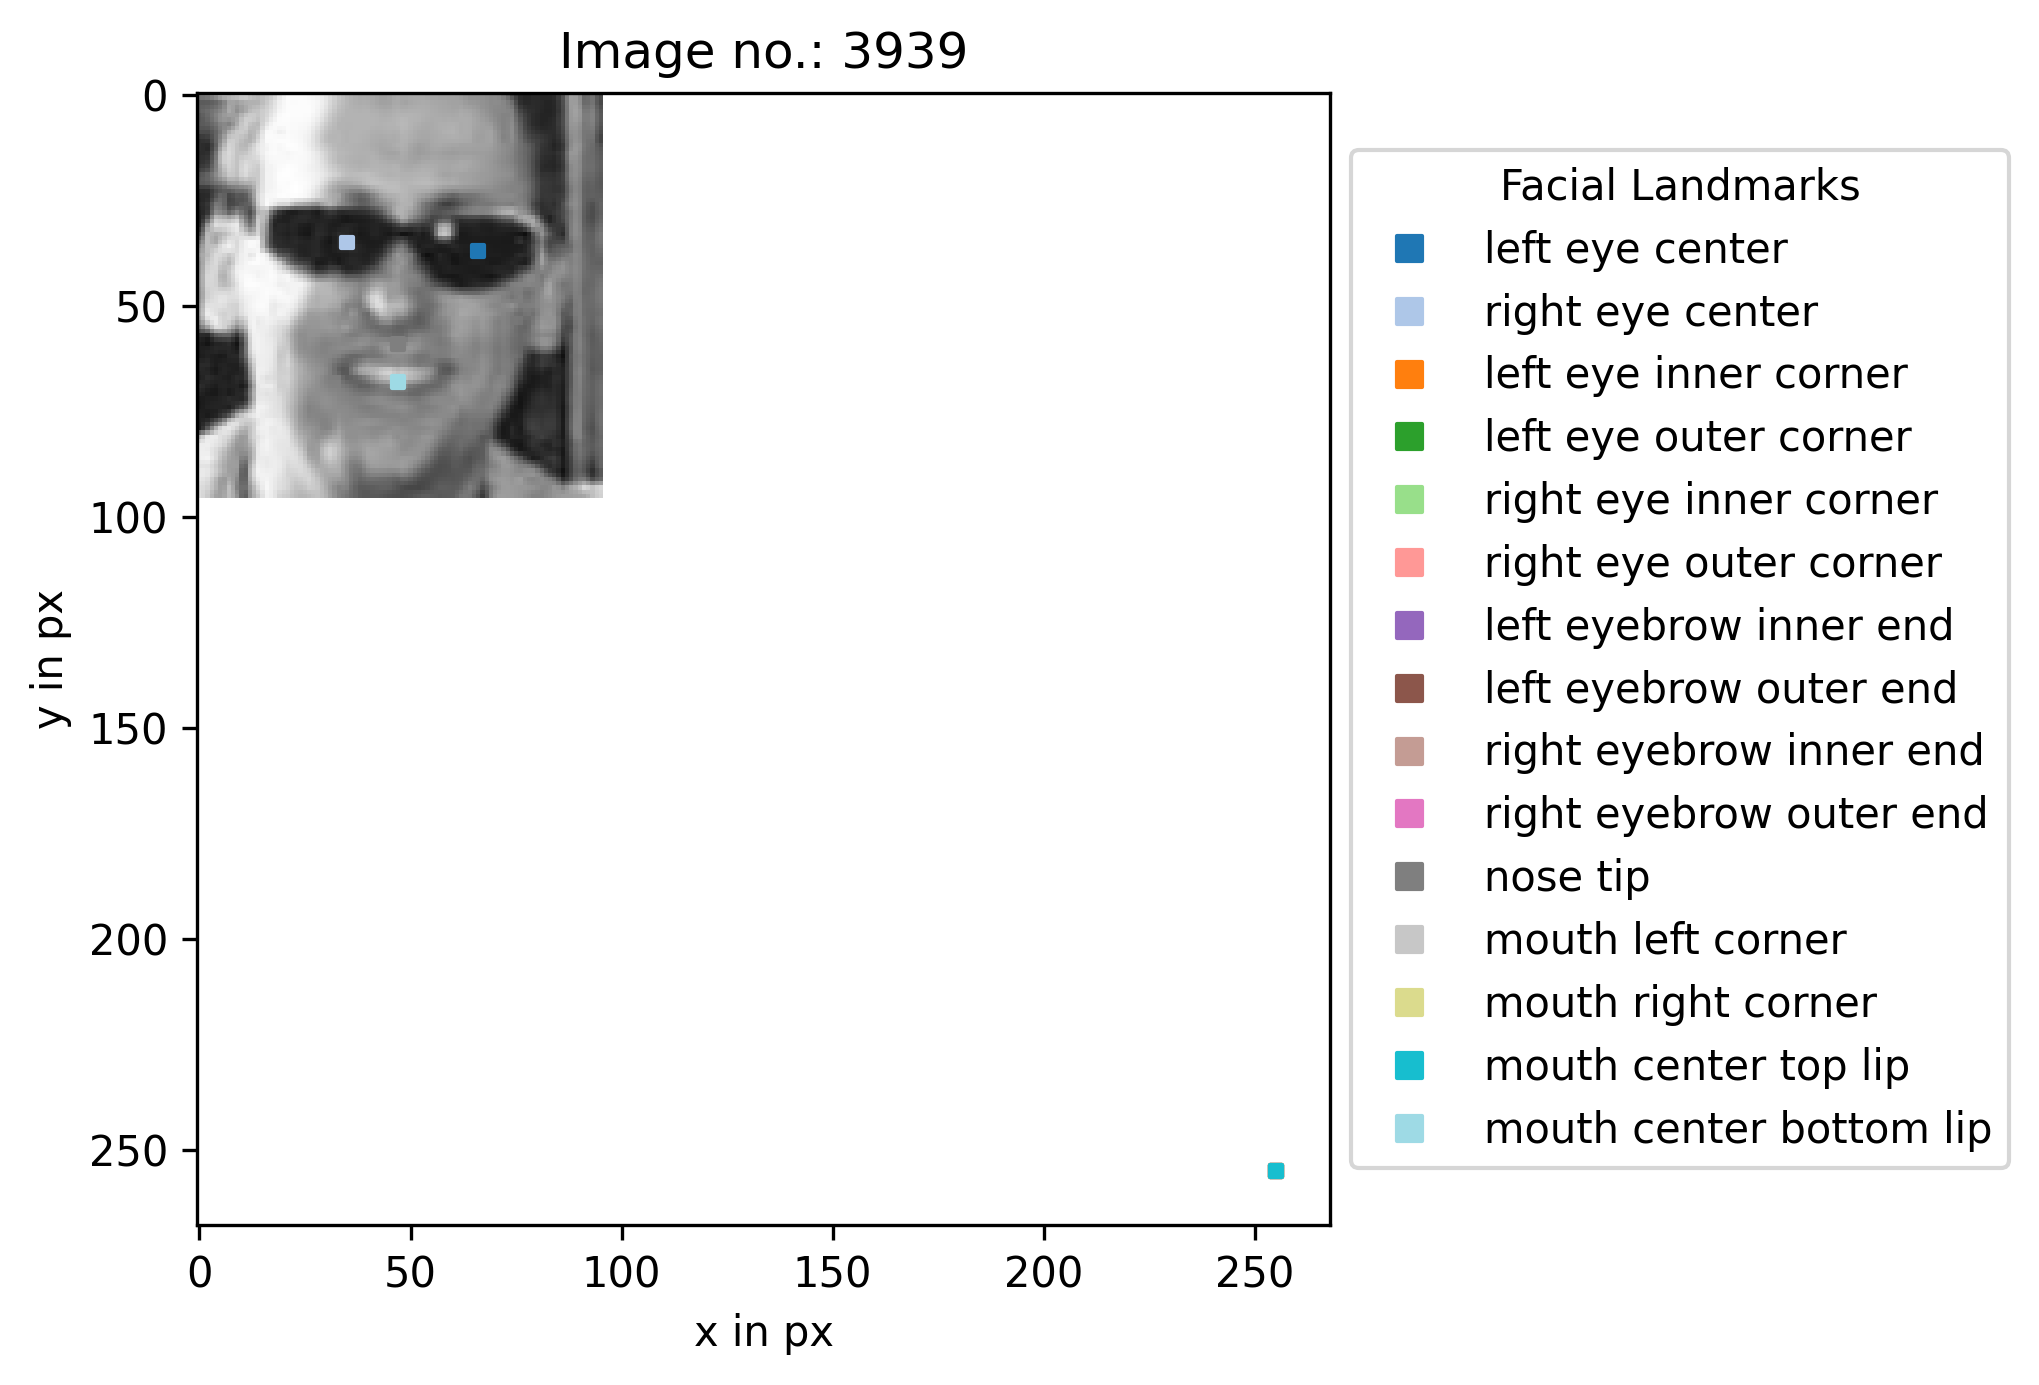 Image no.: 3939
0
50
100
150
200
250
y in px
0 50 100 150 200 250
x in px
Facial Landmarks
left eye center
right eye center
left eye inner corner
left eye outer corner
right eye inner corner
right eye outer corner
left eyebrow inner end
left eyebrow outer end
right eyebrow inner end
right eyebrow outer end
nose tip
mouth left corner
mouth right corner
mouth center top lip
mouth center bottom lip